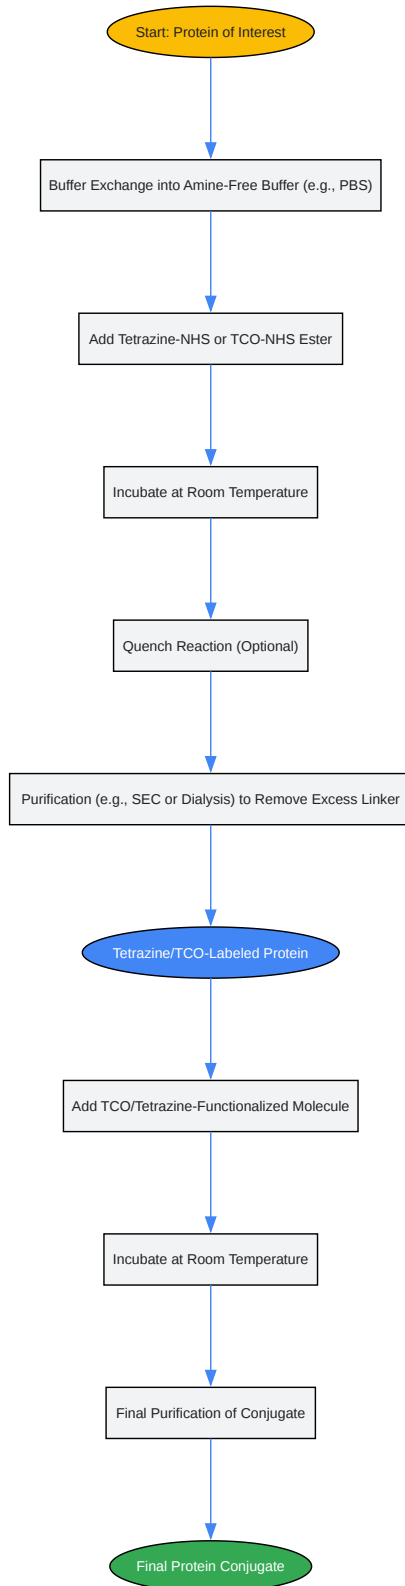 Start: Protein of Interest
Buffer Exchange into Amine-Free Buffer (e.g., PBS)
Add Tetrazine-NHS or TCO-NHS Ester
Incubate at Room Temperature
Quench Reaction (Optional)
Purification (e.g., SEC or Dialysis) to Remove Excess Linker
Tetrazine/TCO-Labeled Protein
Add TCO/Tetrazine-Functionalized Molecule
Incubate at Room Temperature
Final Purification of Conjugate
Final Protein Conjugate